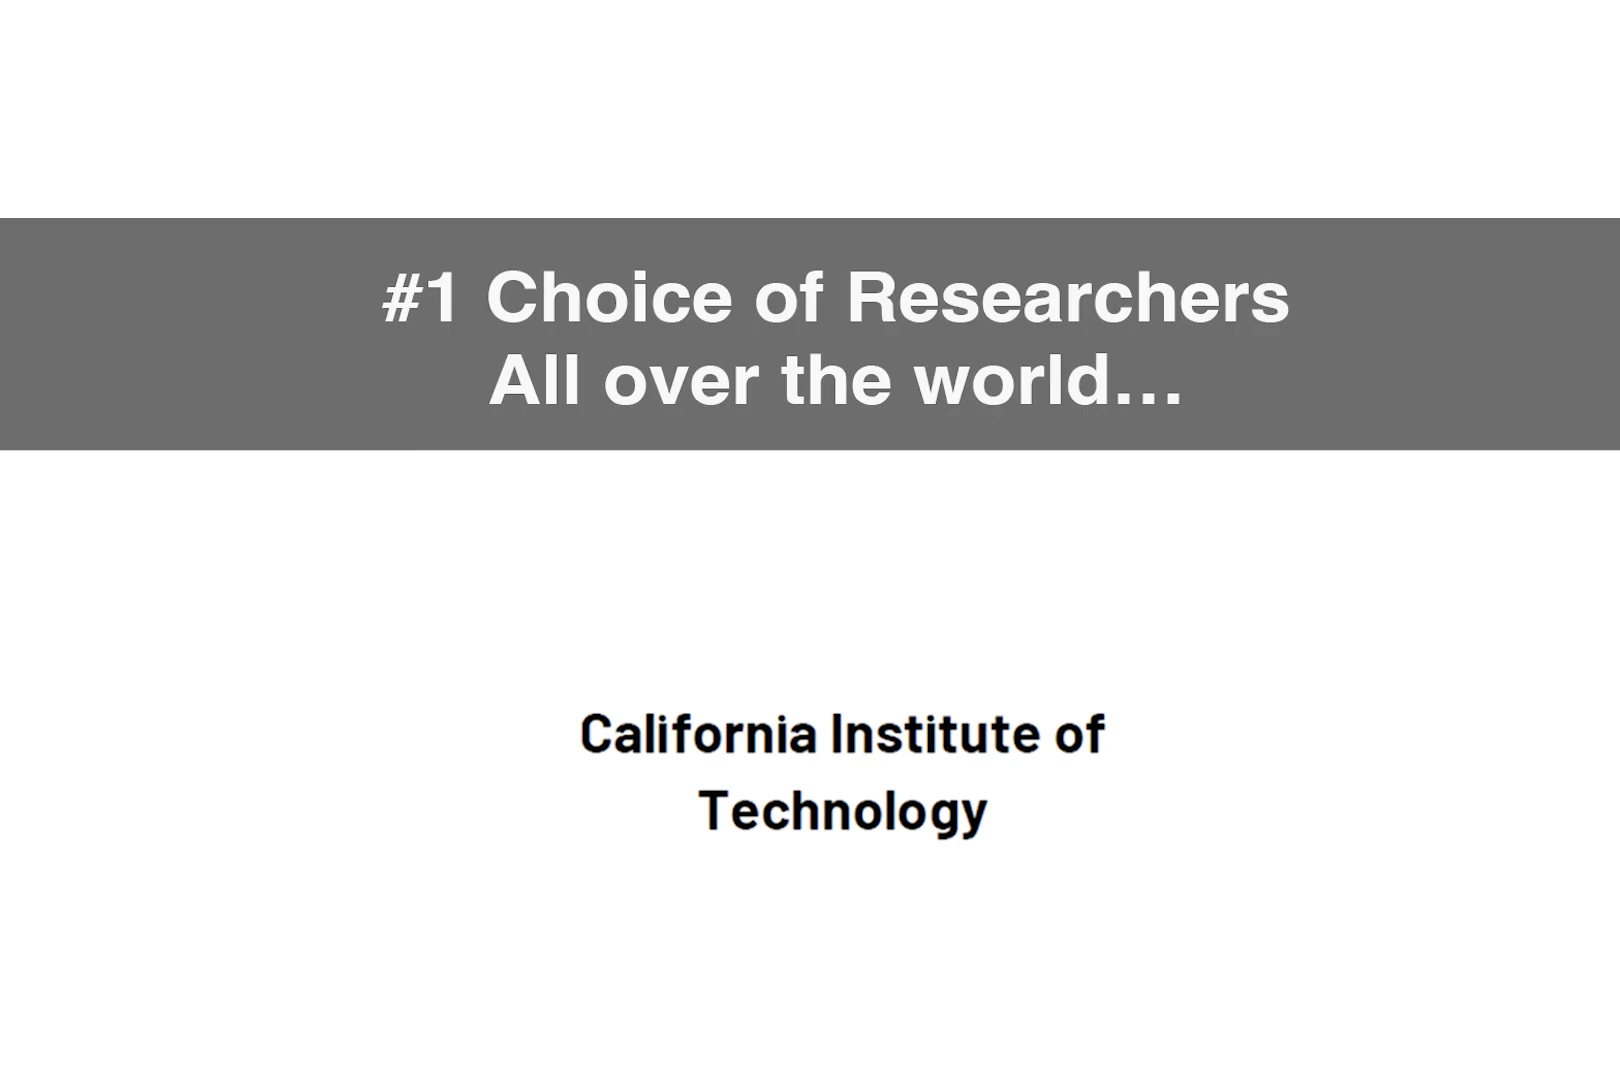 #1 Choice of Researchers
All over the world...
California Institute of
Technology